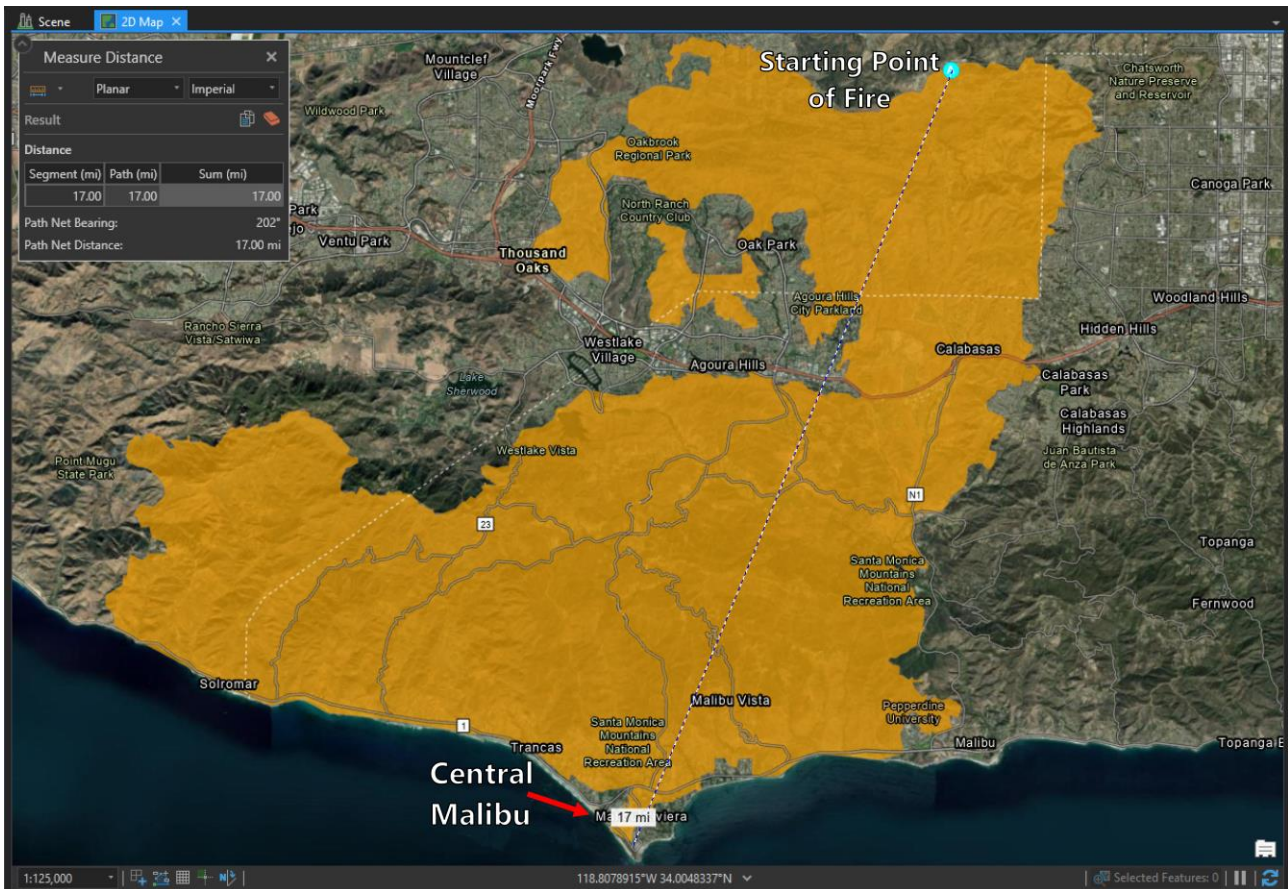 Scene
2D Map
Measure Distance
Planar
Imperial
Result
Distance
Segment (mi) Path (mi) Sum (mi)
17.00 17.00 17.00
Path Net Bearing: 202°
Path Net Distance: 17.00 mi
Mountclef
Village
Moorpark Fwy
Wildwood Park
Starting Point
of Fire
Chatsworth
Nature Preserve
and Reservoir
Oakbrook
Regional Park
Canoga Park
North Ranch
Country Club
Park
ejo
Ventu Park
Oak Park
Thousand
Oaks
Agoura Hills
City Parkland
Woodland Hills
Rancho Sierra
Vista/Satwiwa
Hidden Hills
Westlake
Village
Calabasas
Agoura Hills
Lake
Sherwood
Calabasas
Park
Calabasas
Highlands
Westlake Vista
Juan Bautista
de Anza Park
Point Mugu
State Park
N1
23
Topanga
Santa Monica
Mountains
National
Recreation Area
Fernwood
Solromar
Malibu Vista
Pepperdine
University
1
Santa Monica
Mountains
National
Recreation Area
Trancas
Malibu
Topanga B
Central
Malibu
Ma 17 mi viera
1:125,000
118.8078915°W 34.0048337°N
Selected Features: 0